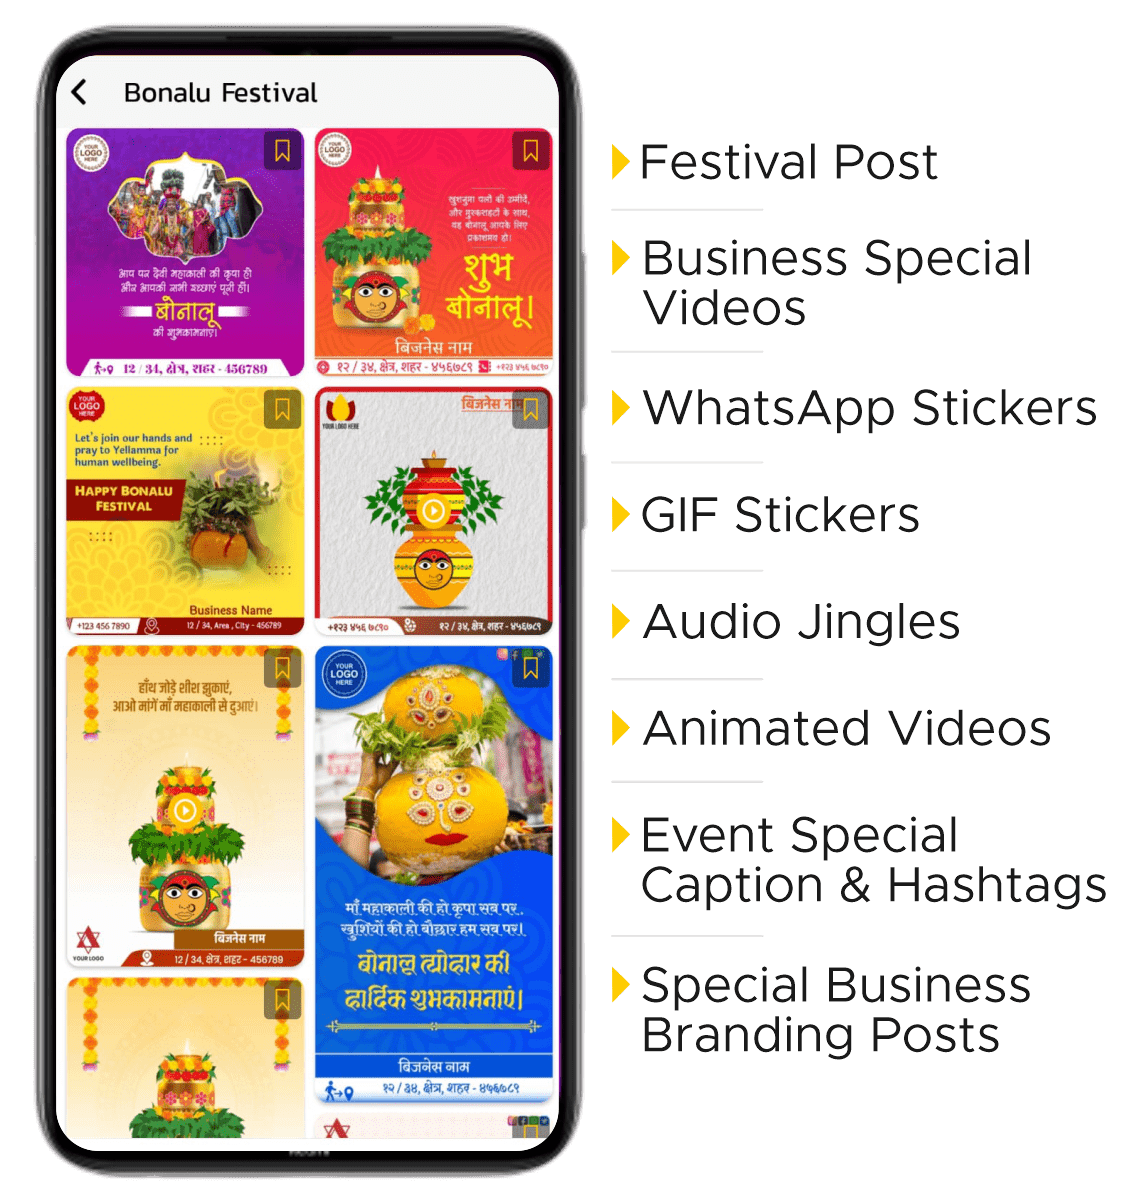 Bonalu Festival
YOUR
LOGO
HERE
आप पर देवी महाकाली की कृपा हो
और आपकी सभी इच्छाएं पूरी हों।
बोनालू
की शुभकामनाएं।
12 / 34, क्षेत्र, शहर - 456789
YOUR
LOGO
HERE
खुशनुमा पलों की उम्मीदें,
और मुस्कुराहटों के साथ,
यह बोनालू आपके लिए
प्रकाशमय हो।
शुभ
बोनालू।
बिजनेस नाम
१२ / ३४, क्षेत्र, शहर - ४५६७८९
+१२३ ४५६ ७८९०
YOUR
LOGO
HERE
Let's join our hands and
pray to Yellamma for
human wellbeing.
HAPPY BONALU
FESTIVAL
Business Name
+123 456 7890
12 / 34, Area , City - 456789
YOUR LOGO HERE
बिजनेस नाम
+१२३ ४५६ ७८९०
१२ / ३४, क्षेत्र, शहर - ४५६७८९
हाँथ जोड़े शीश झुकाएं,
आओ मांगें माँ महाकाली से दुआएं।
YOUR LOGO
बिजनेस नाम
12 / 34, क्षेत्र, शहर - 456789
YOUR
LOGO
HERE
माँ महाकाली की हो कृपा सब पर,
खुशियों की हो बौछार हम सब पर।
बोनालू त्योहार की
हार्दिक शुभकामनाएं।
बिजनेस नाम
१२ / ३४, क्षेत्र, शहर - ४५६७८९
Festival Post
Business Special
Videos
WhatsApp Stickers
GIF Stickers
Audio Jingles
Animated Videos
Event Special
Caption & Hashtags
Special Business
Branding Posts